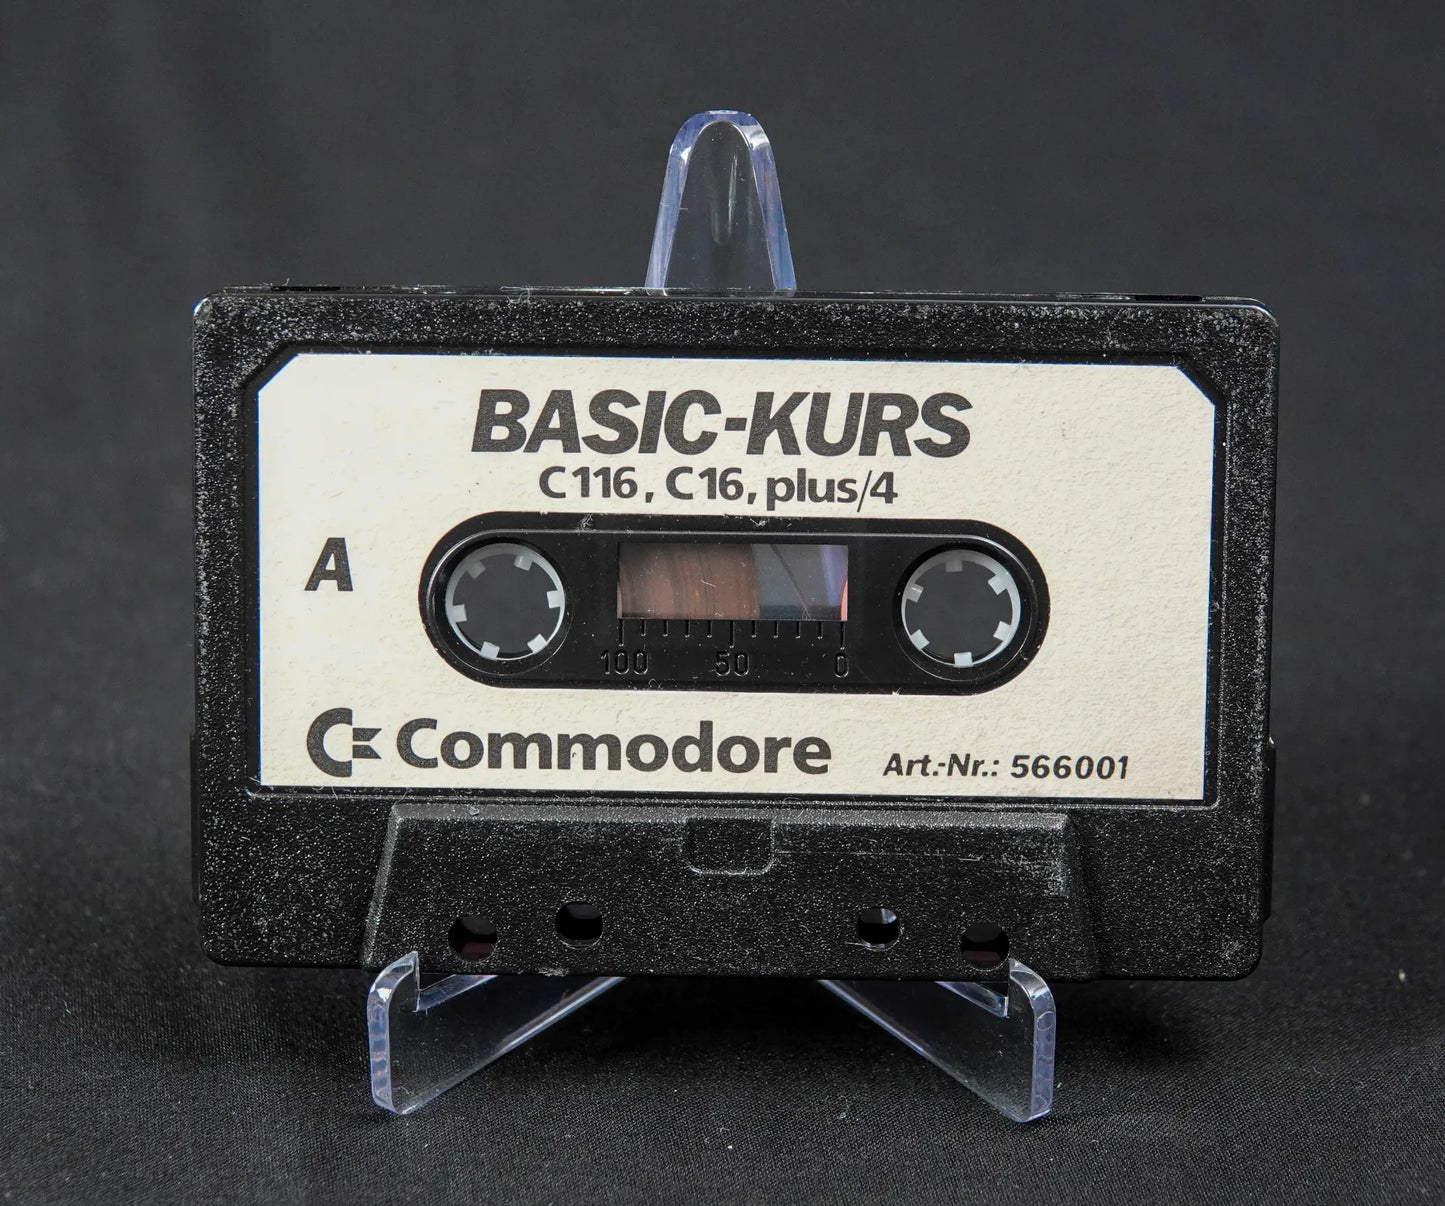 BASIC-KURS
C116, C16, plus/4
A
100 50 0
Commodore
Art.-Nr.: 566001